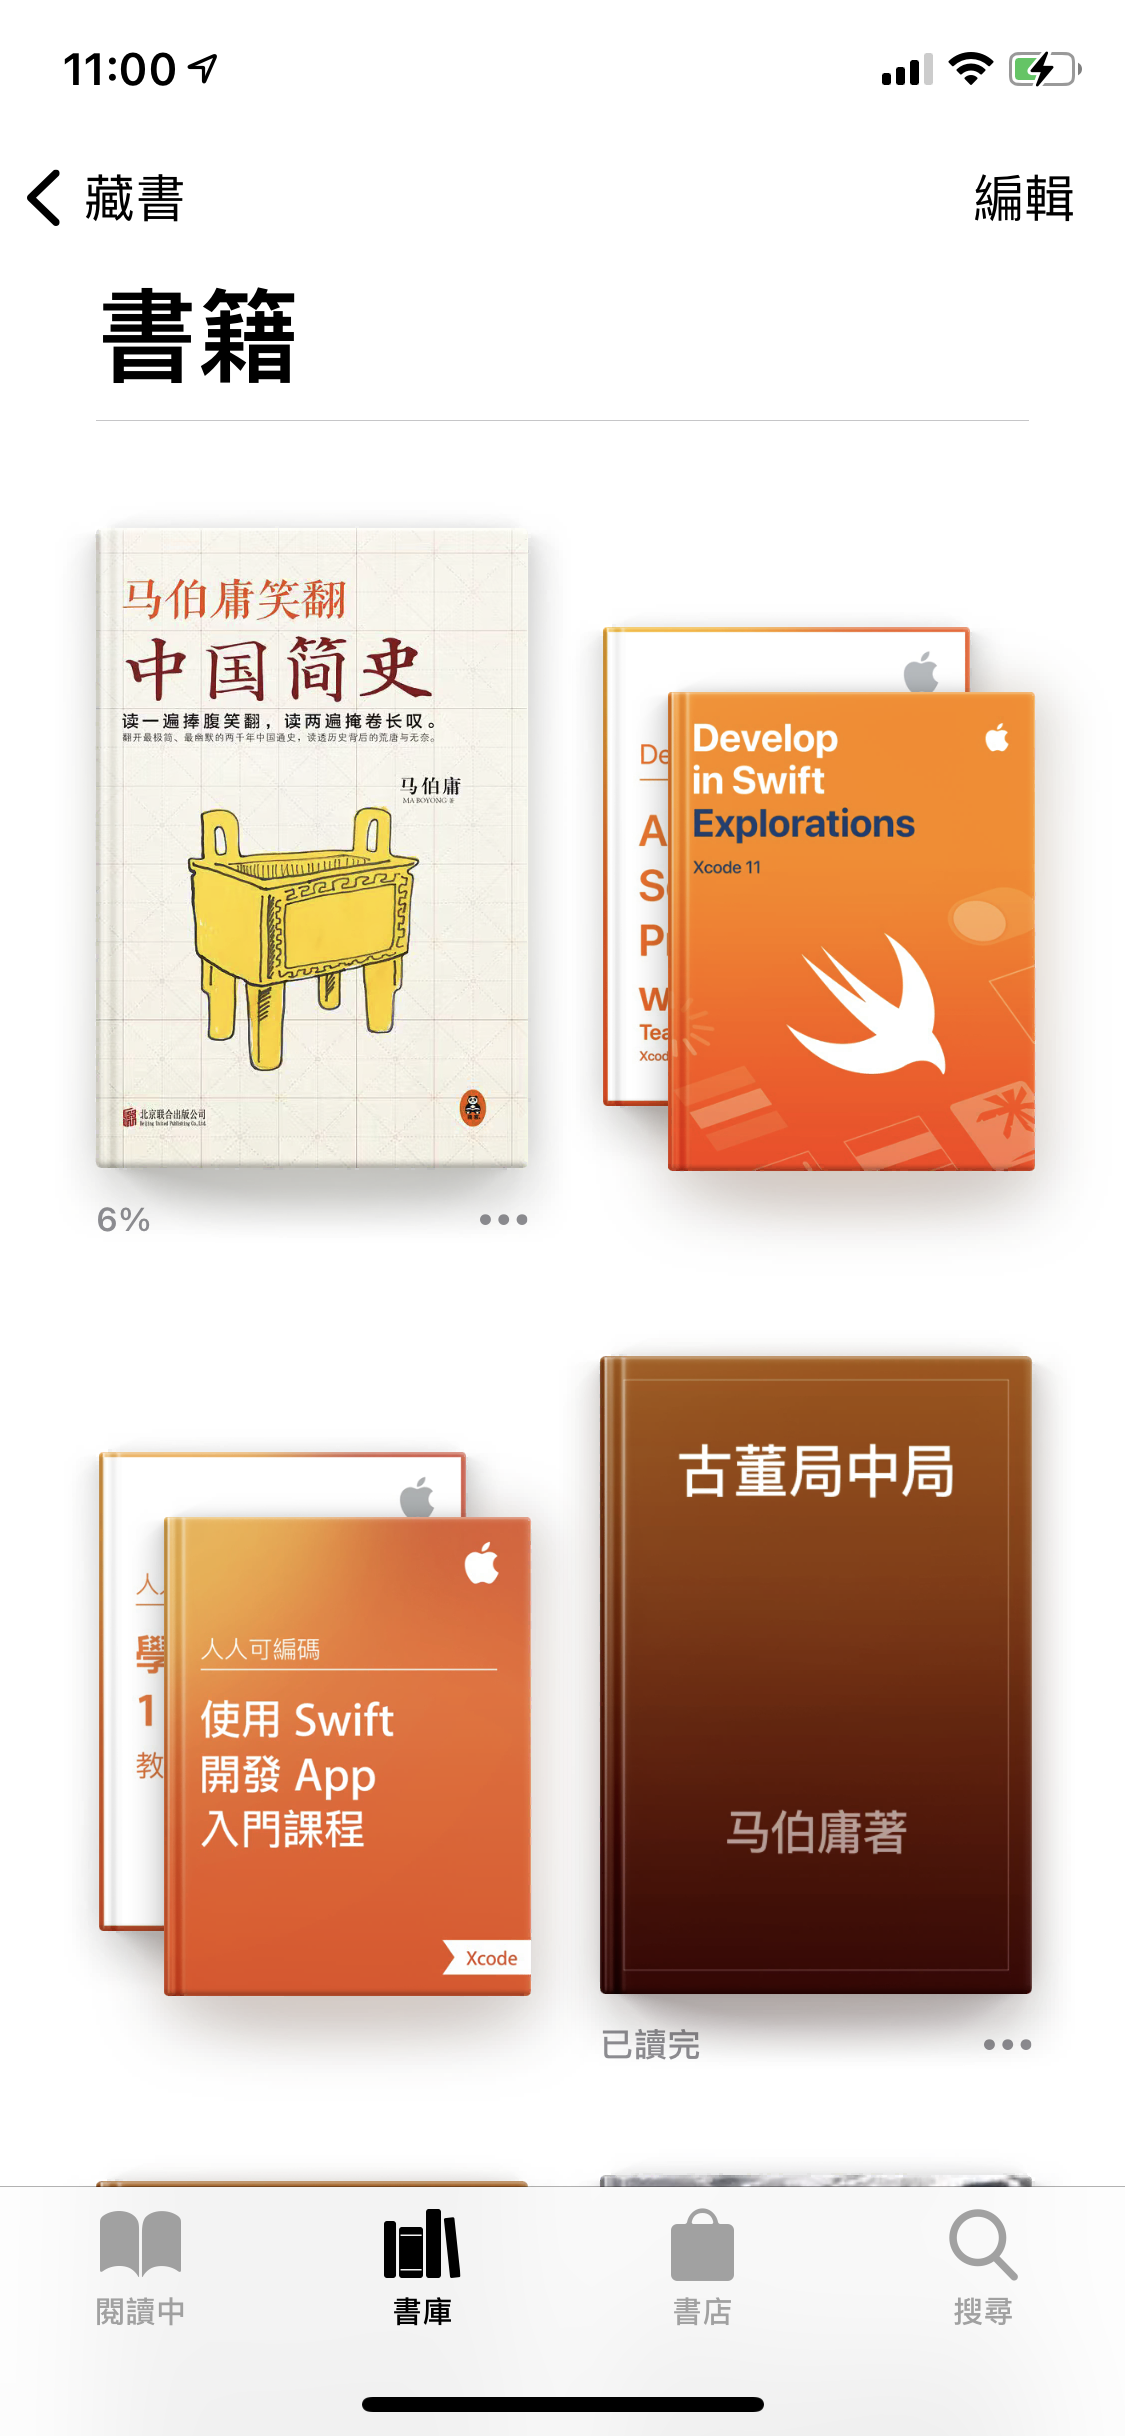 11:00
藏書
編輯
書籍
马伯庸笑翻
中国简史
读一遍捧腹笑翻，读两遍掩卷长叹。
翻开最极简、最幽默的两千年中国通史，读透历史背后的荒唐与无奈。
马伯庸
MA BOYONG 著
北京联合出版公司
Beijing United Publishing Co.,Ltd.
6%
Develop
in Swift
Explorations
Xcode 11
人人可編碼
使用 Swift
開發 App
入門課程
Xcode
學
1
教
古董局中局
马伯庸著
已讀完
閱讀中
書庫
書店
搜尋